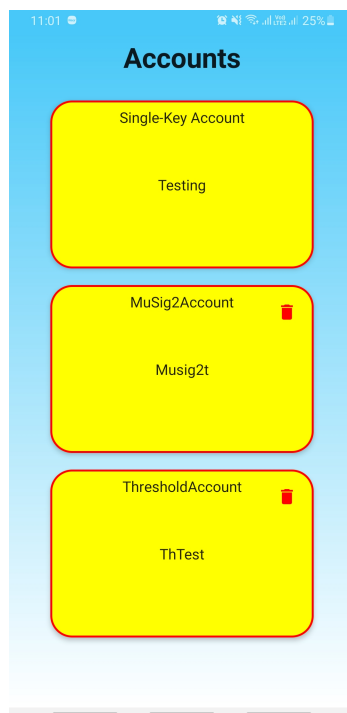 11:01
25%
Accounts
Single-Key Account
Testing
MuSig2Account
Musig2t
ThresholdAccount
ThTest